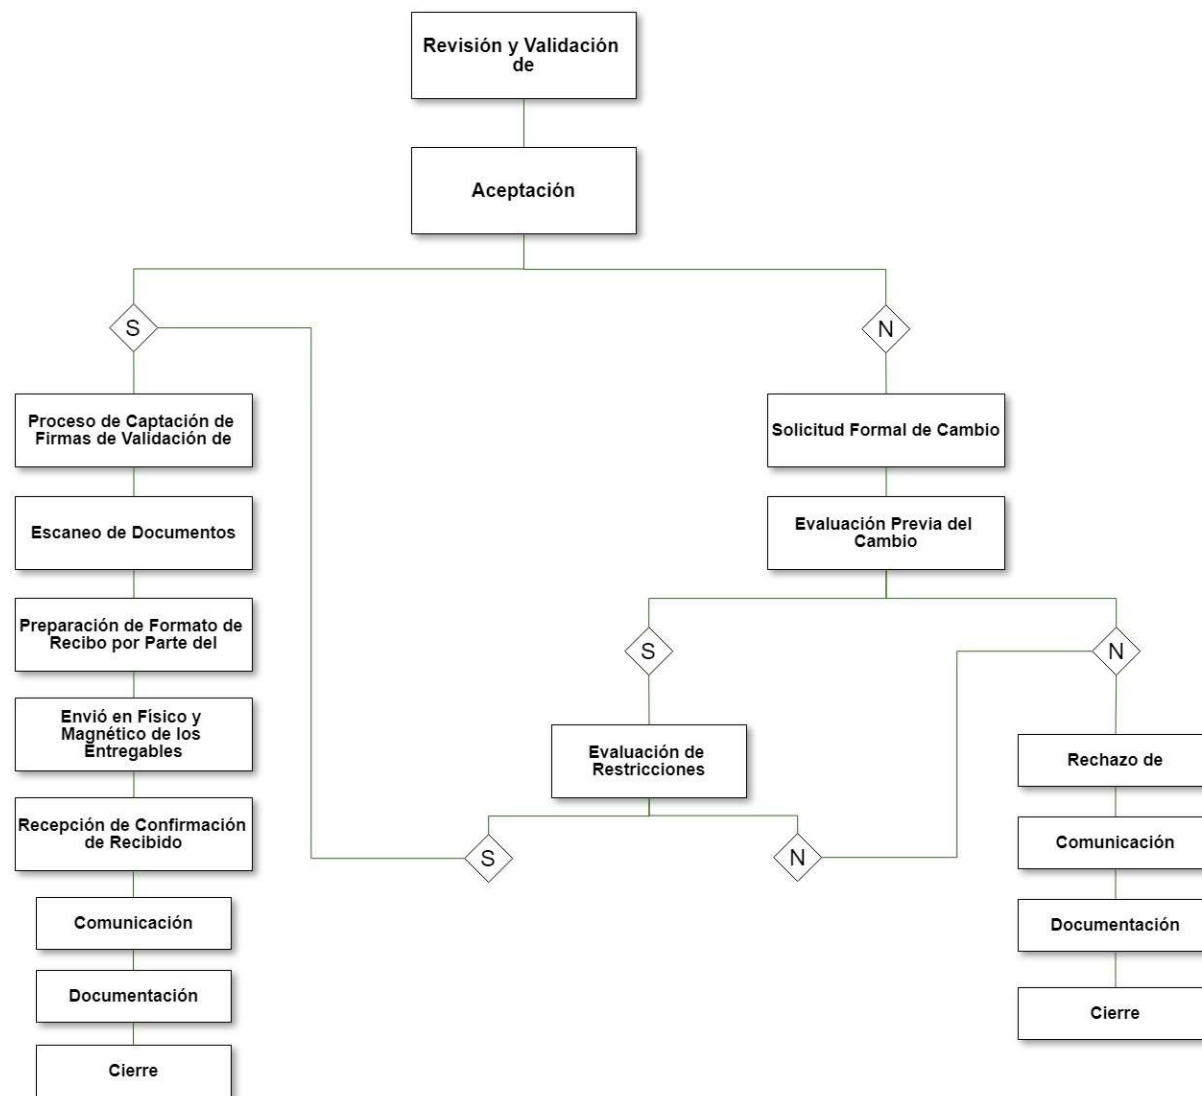 Revisión y Validación
de
Aceptación
S
N
Proceso de Captación de
Firmas de Validación de
Escaneo de Documentos
Preparación de Formato de
Recibo por Parte del
Envió en Físico y
Magnético de los
Entregables
Recepción de Confirmación
de Recibido
Comunicación
Documentación
Cierre
Solicitud Formal de Cambio
Evaluación Previa del
Cambio
S
N
Evaluación de
Restricciones
S
N
Rechazo de
Comunicación
Documentación
Cierre